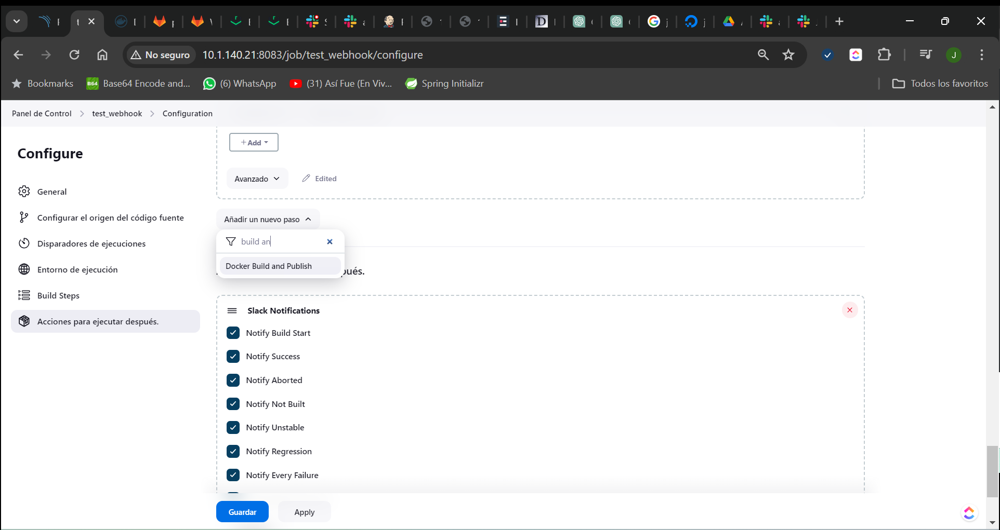 No seguro
10.1.140.21:8083/job/test_webhook/configure
J
Bookmarks
B64
Base64 Encode and...
(6) WhatsApp
(31) Así Fue (En Viv...
Spring Initializr
Todos los favoritos
Panel de Control
test_webhook
Configuration
Configure
General
Configurar el origen del código fuente
Disparadores de ejecuciones
Entorno de ejecución
Build Steps
Acciones para ejecutar después.
+ Add
Avanzado
Edited
Añadir un nuevo paso
build an
Docker Build and Publish
pués.
Slack Notifications
Notify Build Start
Notify Success
Notify Aborted
Notify Not Built
Notify Unstable
Notify Regression
Notify Every Failure
Guardar
Apply